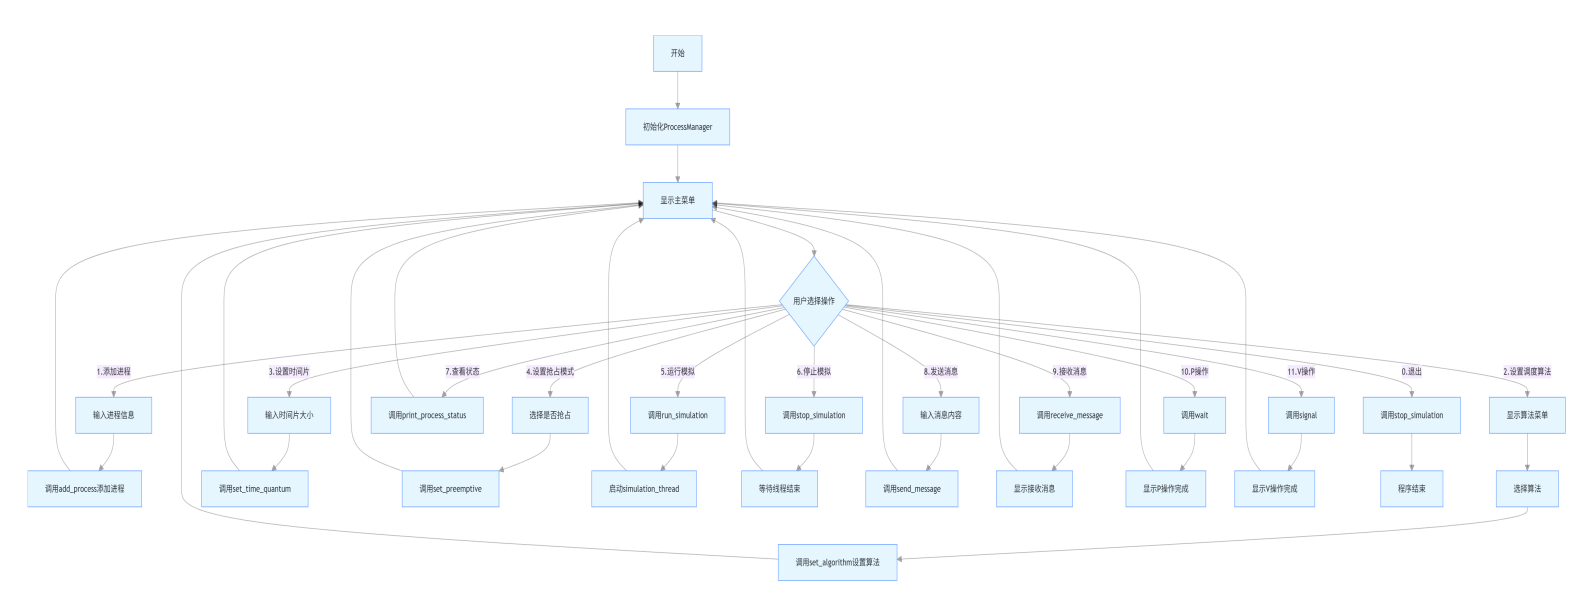 开始
初始化ProcessManager
显示主菜单
用户选择操作
1.添加进程
3.设置时间片
7.查看状态
4.设置抢占模式
5.运行模拟
6.停止模拟
8.发送消息
9.接收消息
10.P操作
11.V操作
0.退出
2.设置调度算法
输入进程信息
输入时间片大小
调用print_process_status
选择是否抢占
调用run_simulation
调用stop_simulation
输入消息内容
调用receive_message
调用wait
调用signal
调用stop_simulation
显示算法菜单
调用add_process添加进程
调用set_time_quantum
调用set_preemptive
启动simulation_thread
等待线程结束
调用send_message
显示接收消息
显示P操作完成
显示V操作完成
程序结束
选择算法
调用set_algorithm设置算法